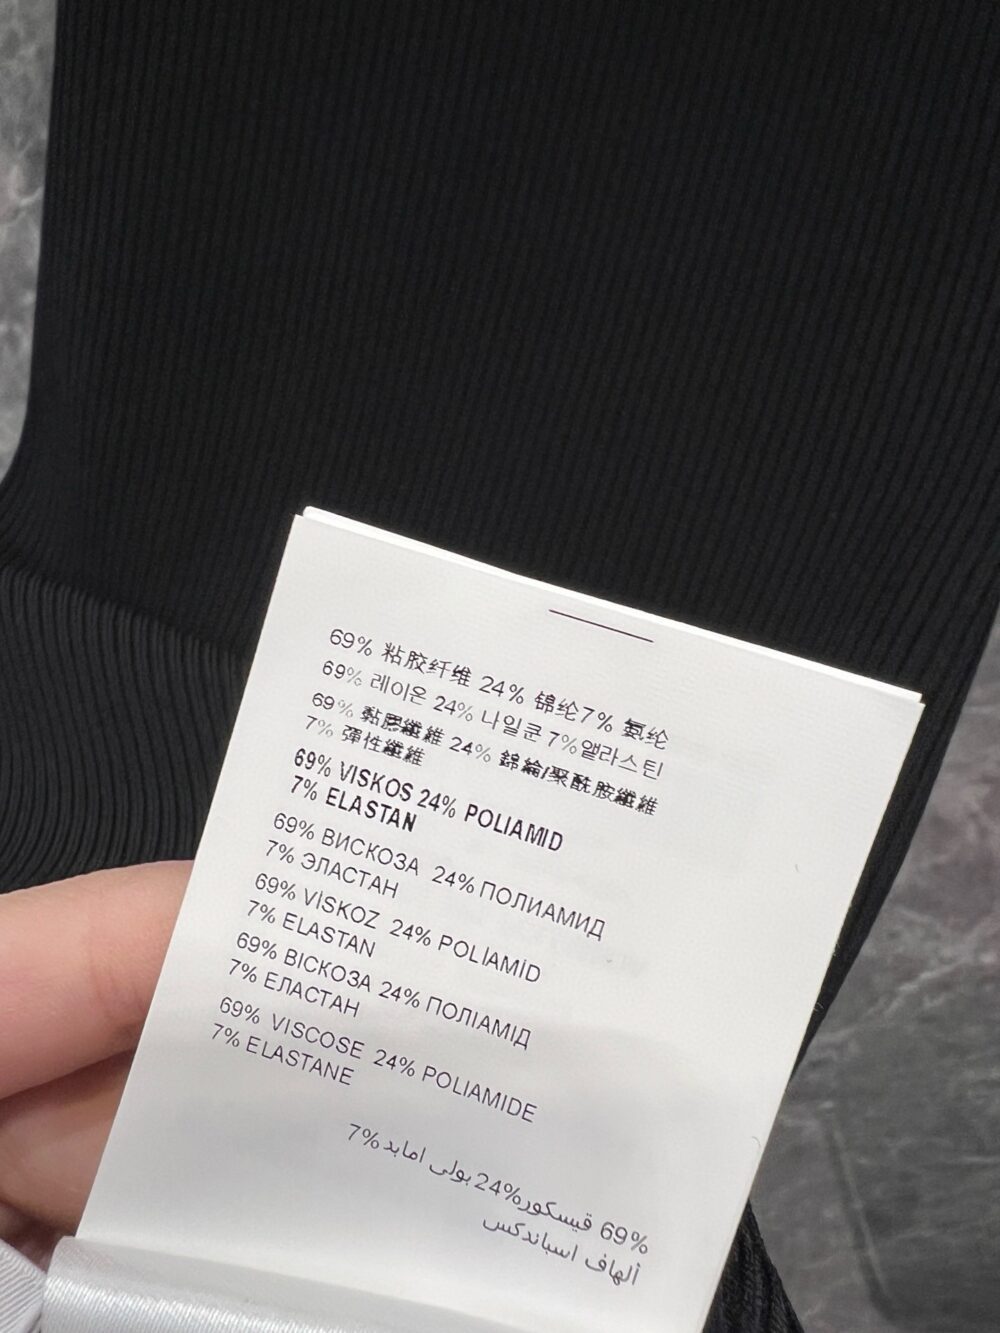 69% 粘胶纤维 24% 锦纶7% 氨纶
69% 레이온 24% 나일론 7%엘라스틴
69% 黏膠纖維 24% 錦綸/聚酰胺纖維
7% 彈性纖維
69% VISKOS 24% POLIAMID
7% ELASTAN
69% ВИСКОЗА 24% ПОЛИАМИД
7% ЭЛАСТАН
69% VİSKOZ 24% POLİAMİD
7% ELASTAN
69% ВІСКОЗА 24% ПОЛІАМІД
7% ЕЛАСТАН
69% VISCOSE 24% POLIAMIDE
7% ELASTANE
69% فيسكوز24% بولى امايد 7%
ألهاف اسباندكس